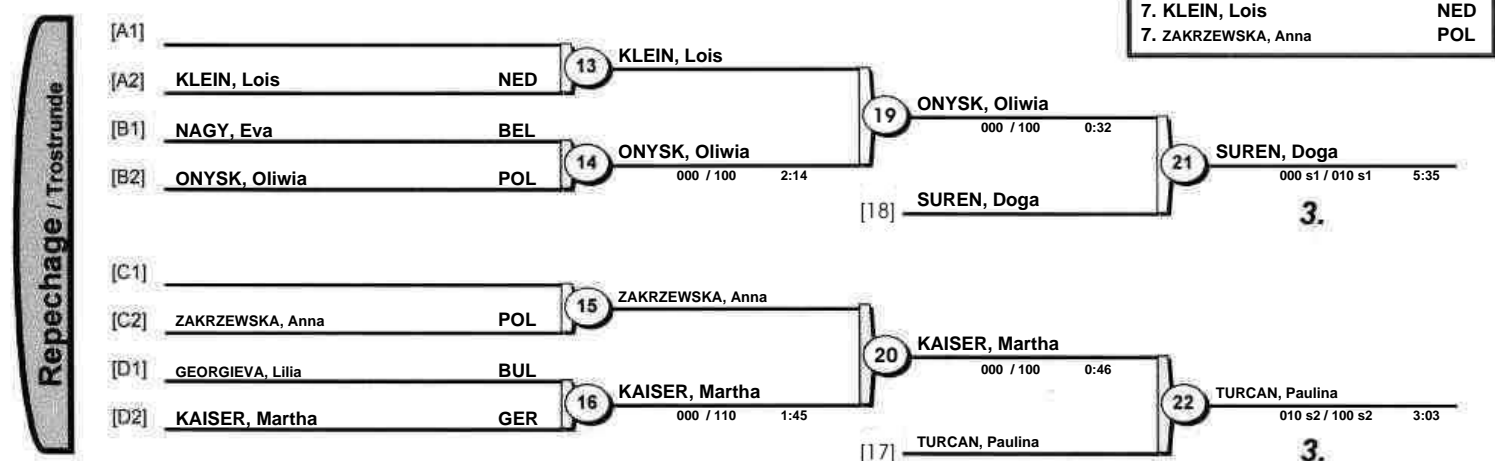 7. KLEIN, Lois NED
7. ZAKRZEWSKA, Anna POL
Repechage / Trostrunde
[A1]
13 KLEIN, Lois
[A2] KLEIN, Lois NED
19 ONYSK, Oliwia
000 / 100 0:32
[B1] NAGY, Eva BEL
14 ONYSK, Oliwia
000 / 100 2:14
21 SUREN, Doga
000 s1 / 010 s1 5:35
[B2] ONYSK, Oliwia POL
[18] SUREN, Doga
3.
[C1]
15 ZAKRZEWSKA, Anna
[C2] ZAKRZEWSKA, Anna POL
20 KAISER, Martha
000 / 100 0:46
[D1] GEORGIEVA, Lilia BUL
16 KAISER, Martha
000 / 110 1:45
22 TURCAN, Paulina
010 s2 / 100 s2 3:03
[D2] KAISER, Martha GER
[17] TURCAN, Paulina
3.